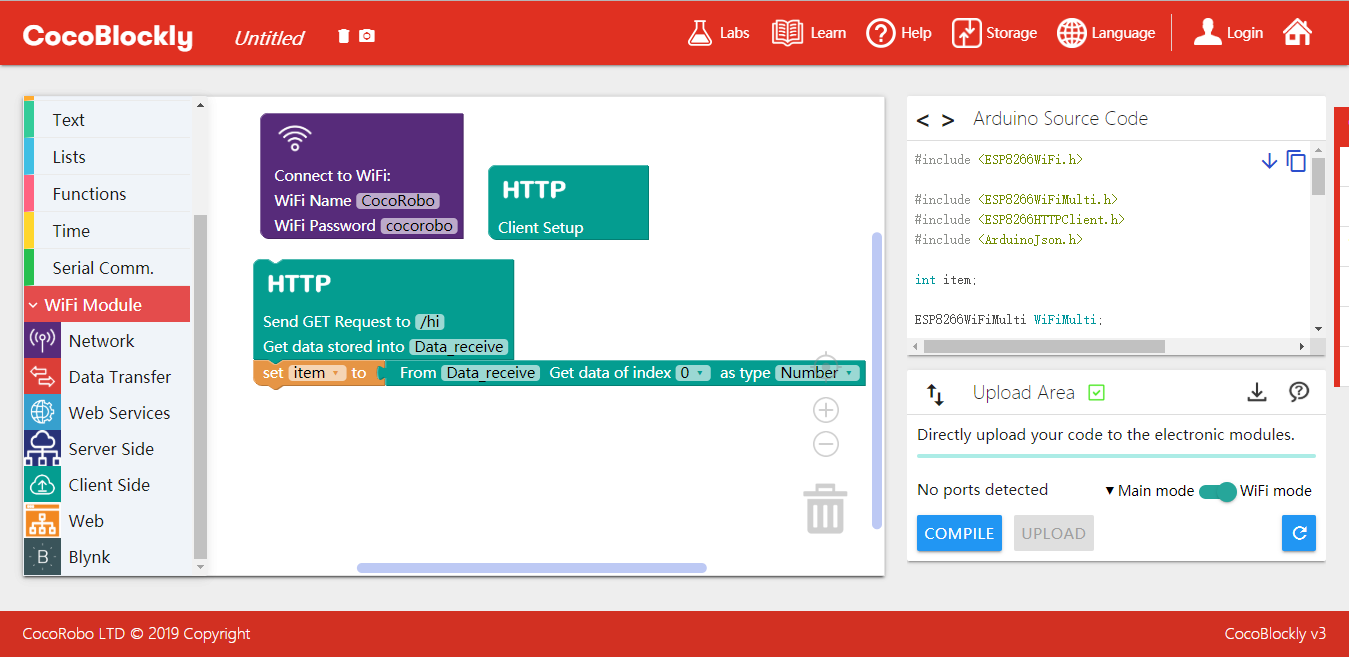 CocoBlockly Untitled Labs Learn Help Storage Language Login
Text
Lists
Functions
Time
Serial Comm.
WiFi Module
Network
Data Transfer
Web Services
Server Side
Client Side
Web
B Blynk
Connect to WiFi:
WiFi Name CocoRobo
WiFi Password cocorobo
HTTP
Client Setup
HTTP
Send GET Request to /hi
Get data stored into Data_receive
set item to From Data_receive Get data of index 0 as type Number
< > Arduino Source Code
#include <ESP8266WiFi.h>
#include <ESP8266WiFiMulti.h>
#include <ESP8266HTTPClient.h>
#include <ArduinoJson.h>
int item;
ESP8266WiFiMulti WiFiMulti;
Upload Area
Directly upload your code to the electronic modules.
No ports detected ▼ Main mode WiFi mode
COMPILE UPLOAD
CocoRobo LTD © 2019 Copyright CocoBlockly v3